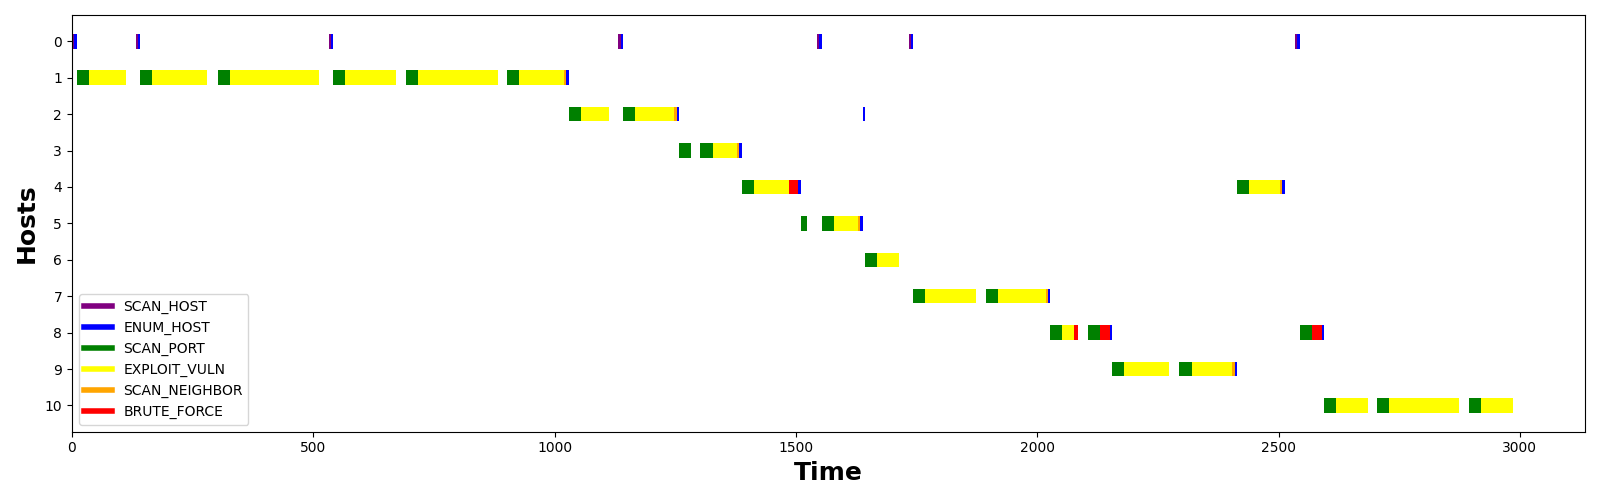 Hosts
0
1
2
3
4
5
6
7
8
9
10
SCAN_HOST
ENUM_HOST
SCAN_PORT
EXPLOIT_VULN
SCAN_NEIGHBOR
BRUTE_FORCE
0 500 1000 1500 2000 2500 3000
Time